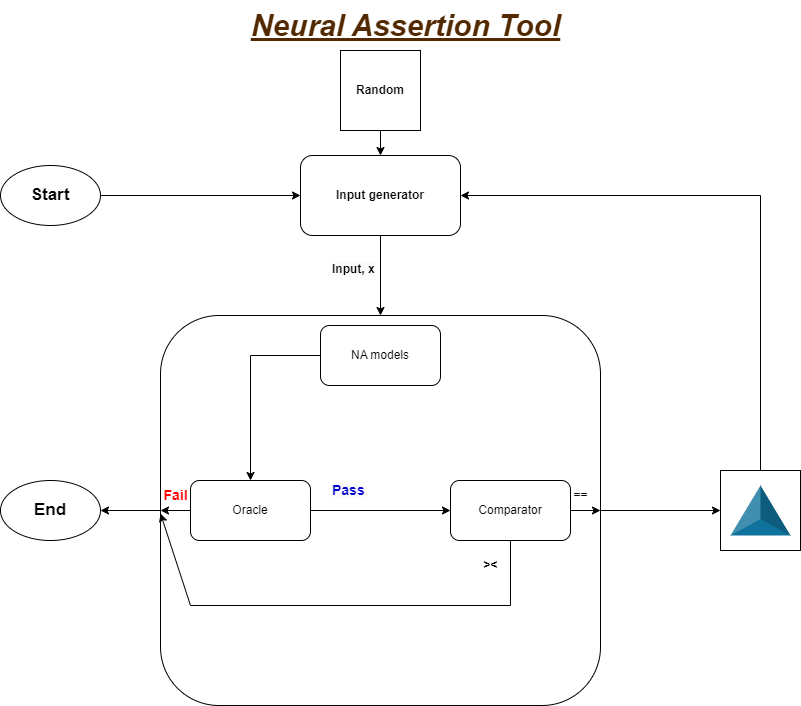 Neural Assertion Tool
Random
Start
Input generator
Input, x
NA models
Fail
Pass
==
End
Oracle
Comparator
><